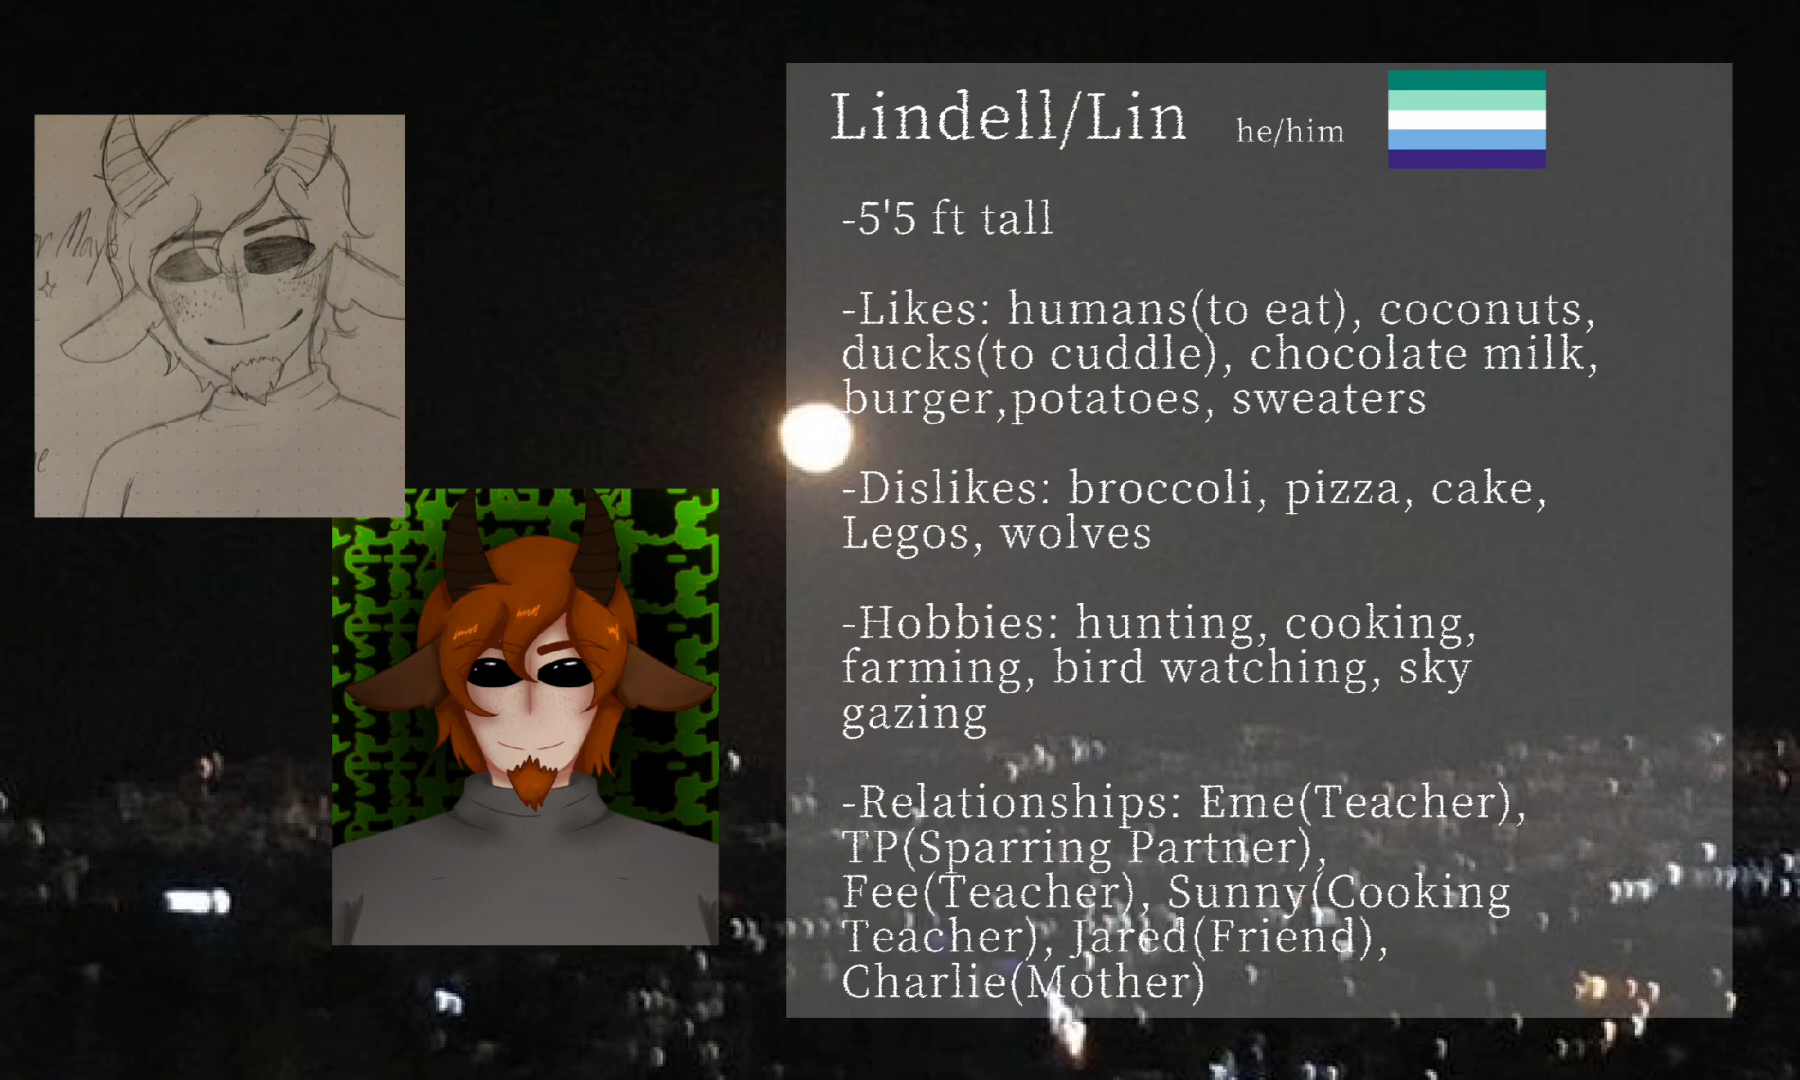 Lindell/Lin he/him
-5'5 ft tall
-Likes: humans(to eat), coconuts,
ducks(to cuddle), chocolate milk,
burger,potatoes, sweaters
-Dislikes: broccoli, pizza, cake,
Legos, wolves
-Hobbies: hunting, cooking,
farming, bird watching, sky
gazing
-Relationships: Eme(Teacher),
TP(Sparring Partner),
Fee(Teacher), Sunny(Cooking
Teacher), Jared(Friend),
Charlie(Mother)